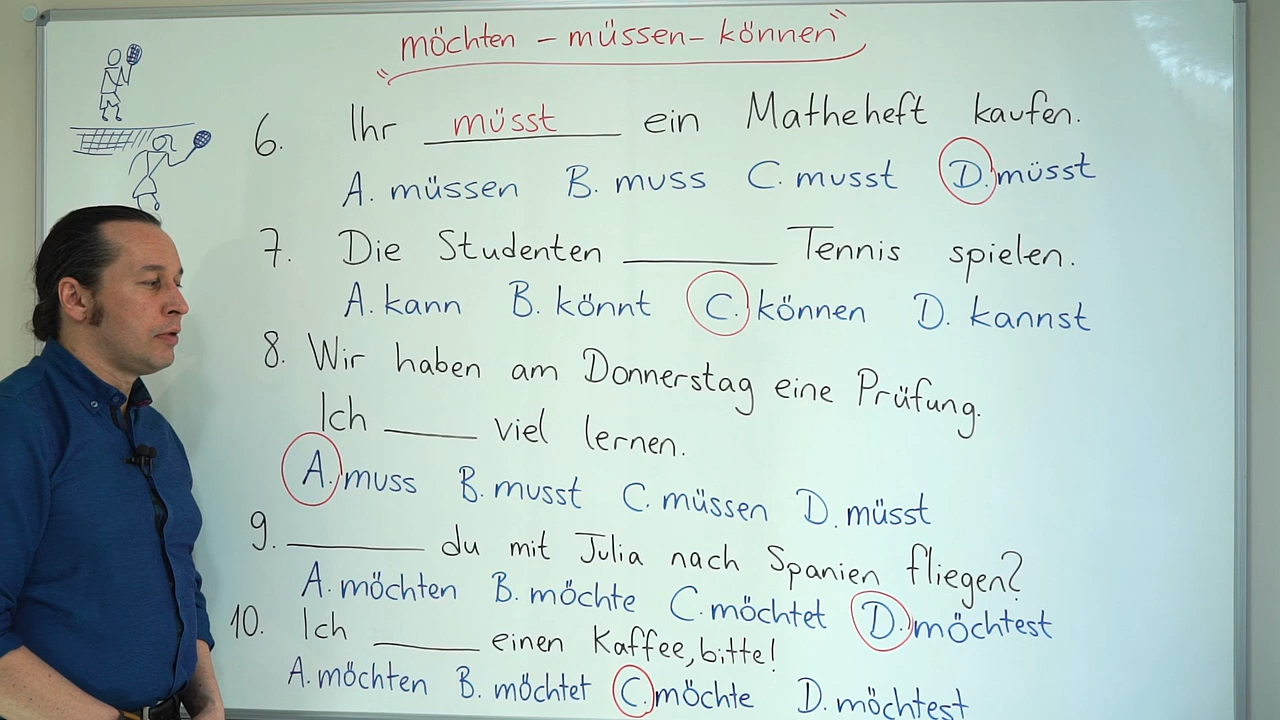 "möchten - müssen - können"
6. Ihr müsst ein Matheheft kaufen.
A. müssen B. muss C. musst D. müsst
7. Die Studenten ______ Tennis spielen.
A. kann B. könnt C. können D. kannst
8. Wir haben am Donnerstag eine Prüfung.
Ich ____ viel lernen.
A. muss B. musst C. müssen D. müsst
9. ______ du mit Julia nach Spanien fliegen?
A. möchten B. möchte C. möchtet D. möchtest
10. Ich ____ einen Kaffee, bitte!
A. möchten B. möchtet C. möchte D. möchtest